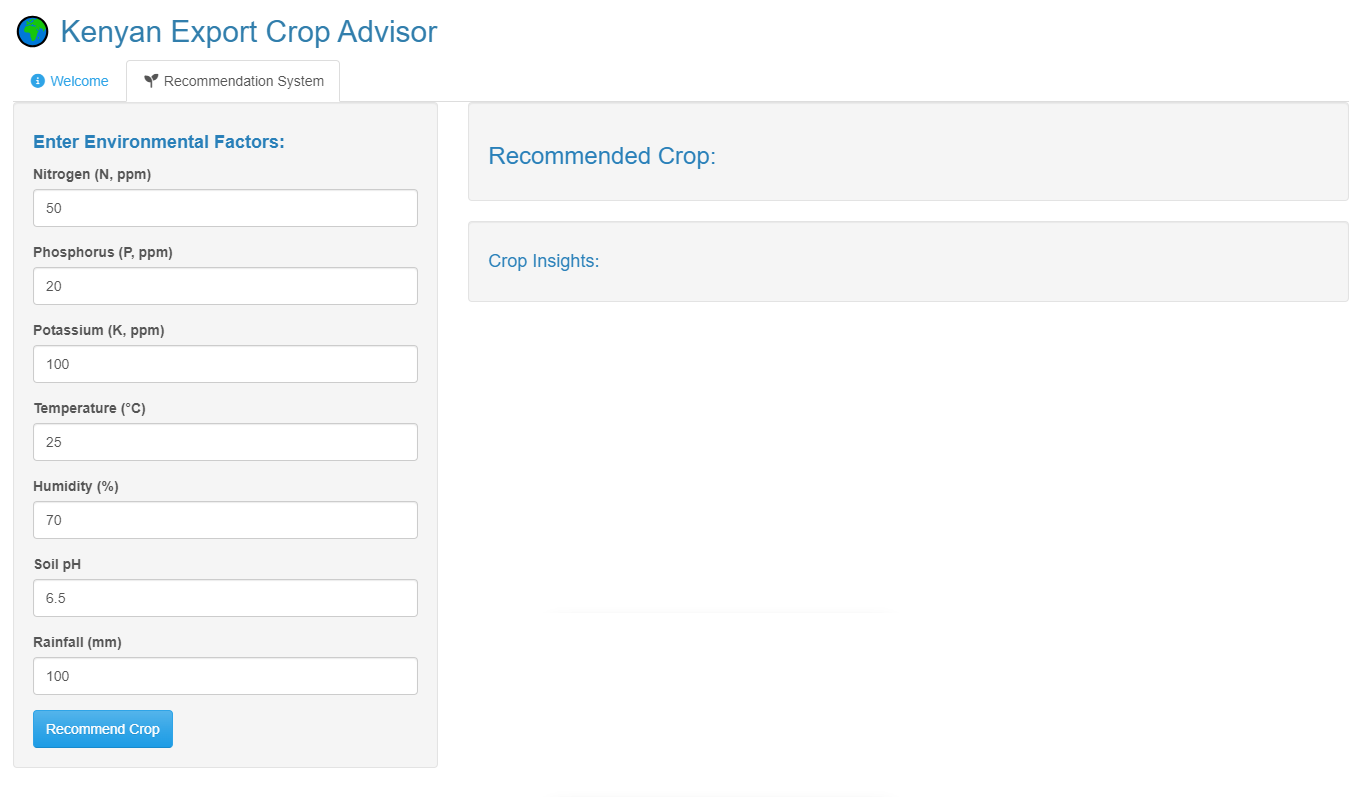 Kenyan Export Crop Advisor
Welcome
Recommendation System
Enter Environmental Factors:
Nitrogen (N, ppm)
50
Phosphorus (P, ppm)
20
Potassium (K, ppm)
100
Temperature (°C)
25
Humidity (%)
70
Soil pH
6.5
Rainfall (mm)
100
Recommend Crop
Recommended Crop:
Crop Insights: